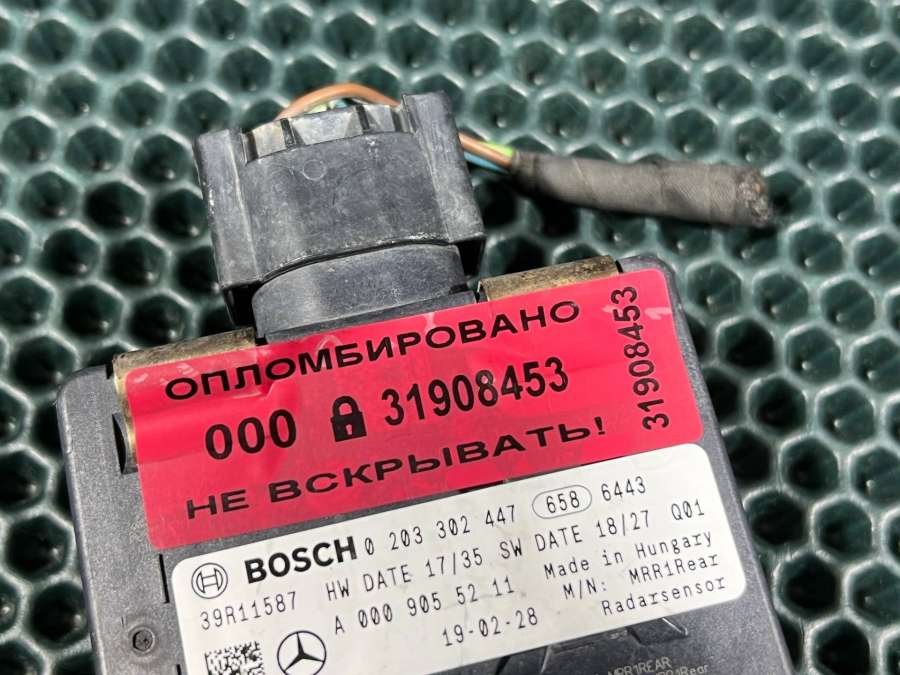 ОПЛОМБИРОВАНО
000 31908453
31908453
НЕ ВСКРЫВАТЬ!
BOSCH 0 203 302 447 658 6443
39R11587 HW DATE 17/35 SW DATE 18/27 Q01
A 000 905 52 11 Made in Hungary
19-02-28 M/N: MRR1Rear
Radarsensor
MRR1REAR